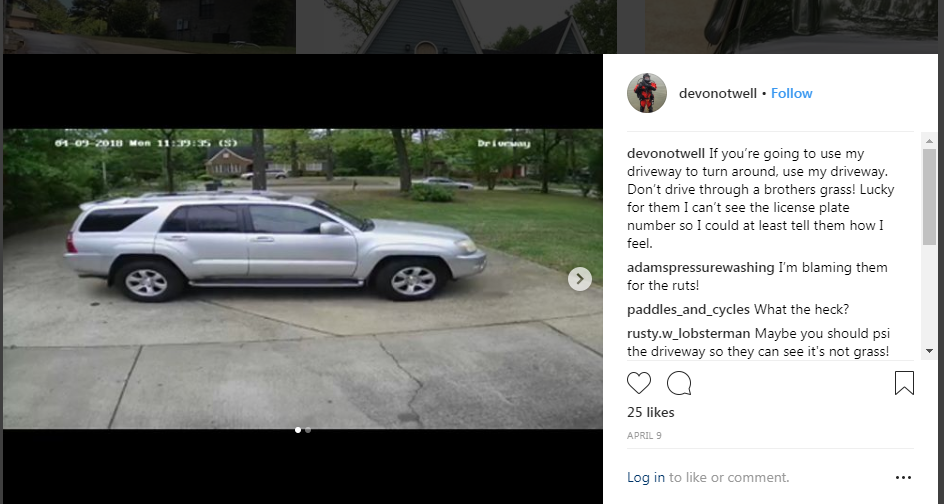 04-09-2018 Mon 11:39:35 (S)
Driveway
devonotwell • Follow
devonotwell If you're going to use my
driveway to turn around, use my driveway.
Don't drive through a brothers grass! Lucky
for them I can't see the license plate
number so I could at least tell them how I
feel.
adamspressurewashing I'm blaming them
for the ruts!
paddles_and_cycles What the heck?
rusty.w_lobsterman Maybe you should psi
the driveway so they can see it's not grass!
25 likes
APRIL 9
Log in to like or comment.